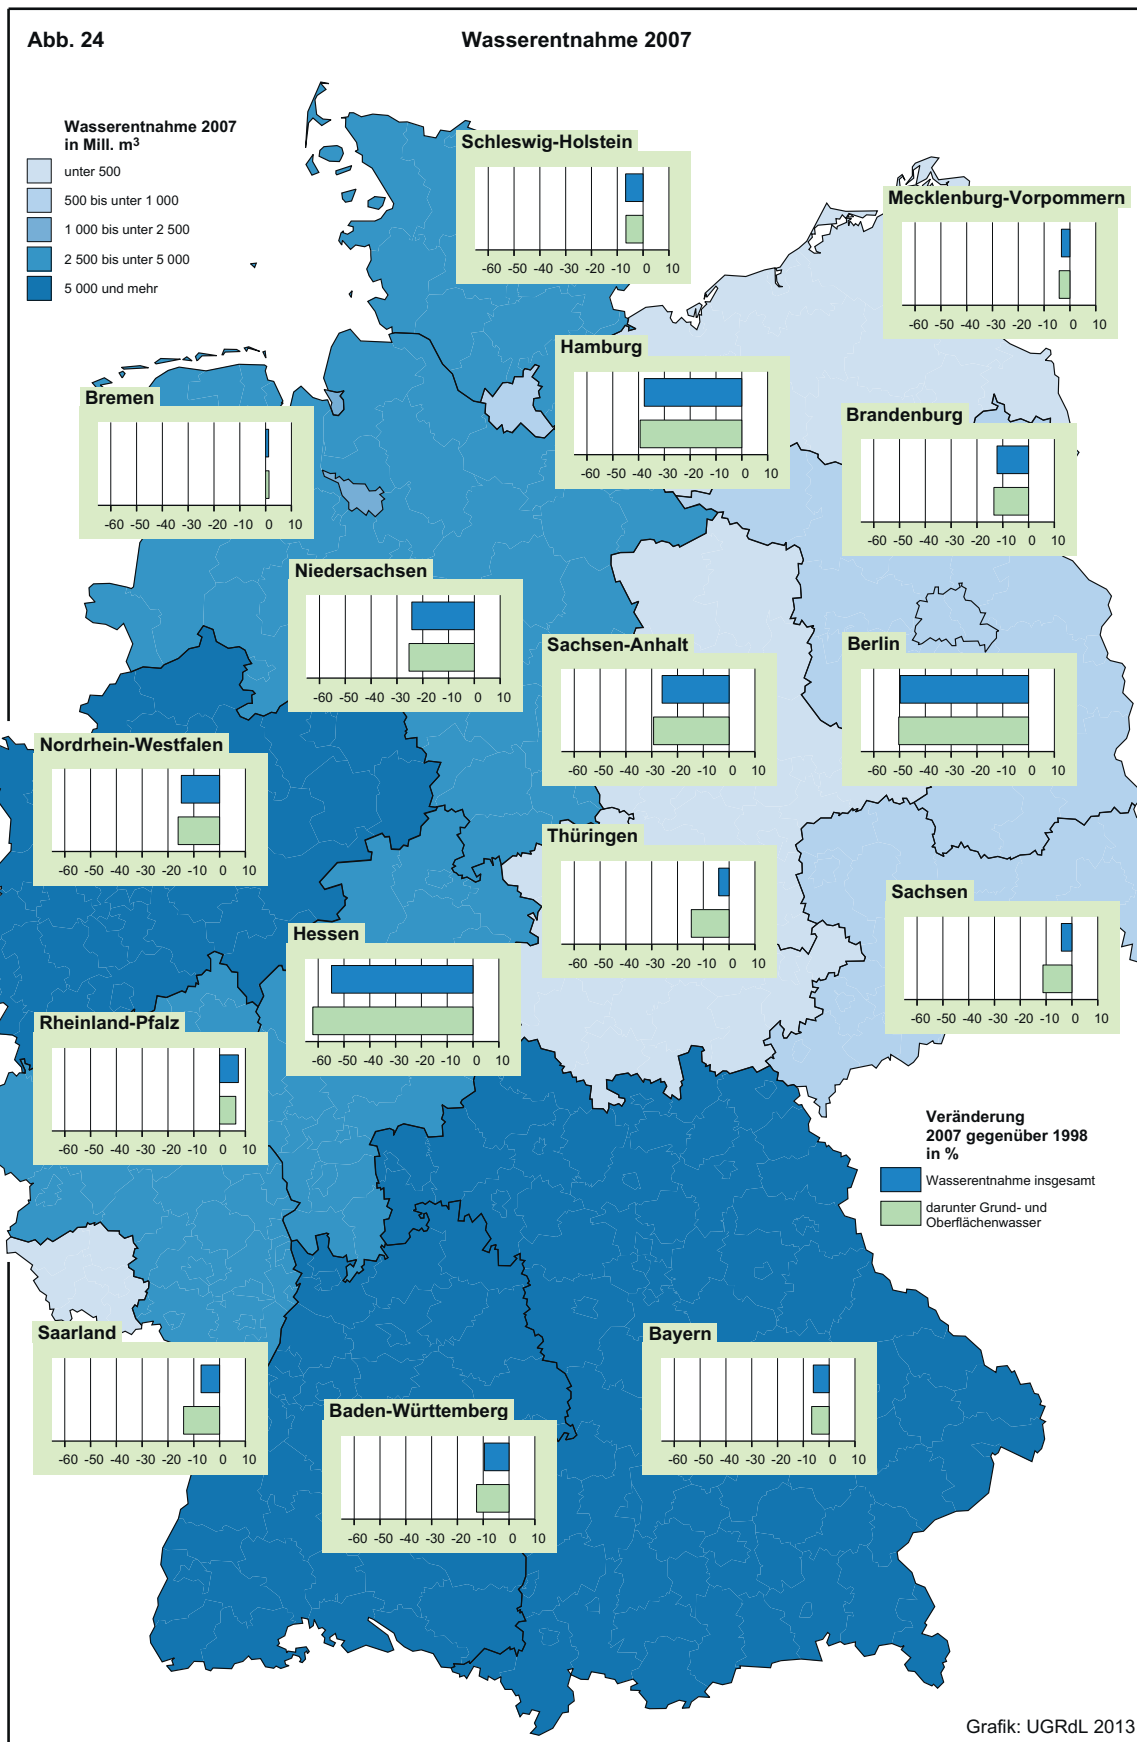 Abb. 24
Wasserentnahme 2007
Wasserentnahme 2007
in Mill. m³
unter 500
500 bis unter 1 000
1 000 bis unter 2 500
2 500 bis unter 5 000
5 000 und mehr
Schleswig-Holstein
-60 -50 -40 -30 -20 -10 0 10
Mecklenburg-Vorpommern
-60 -50 -40 -30 -20 -10 0 10
Hamburg
-60 -50 -40 -30 -20 -10 0 10
Bremen
-60 -50 -40 -30 -20 -10 0 10
Brandenburg
-60 -50 -40 -30 -20 -10 0 10
Niedersachsen
-60 -50 -40 -30 -20 -10 0 10
Sachsen-Anhalt
-60 -50 -40 -30 -20 -10 0 10
Berlin
-60 -50 -40 -30 -20 -10 0 10
Nordrhein-Westfalen
-60 -50 -40 -30 -20 -10 0 10
Thüringen
-60 -50 -40 -30 -20 -10 0 10
Sachsen
-60 -50 -40 -30 -20 -10 0 10
Hessen
-60 -50 -40 -30 -20 -10 0 10
Rheinland-Pfalz
-60 -50 -40 -30 -20 -10 0 10
Veränderung
2007 gegenüber 1998
in %
Wasserentnahme insgesamt
darunter Grund- und
Oberflächenwasser
Saarland
-60 -50 -40 -30 -20 -10 0 10
Bayern
-60 -50 -40 -30 -20 -10 0 10
Baden-Württemberg
-60 -50 -40 -30 -20 -10 0 10
Grafik: UGRdL 2013